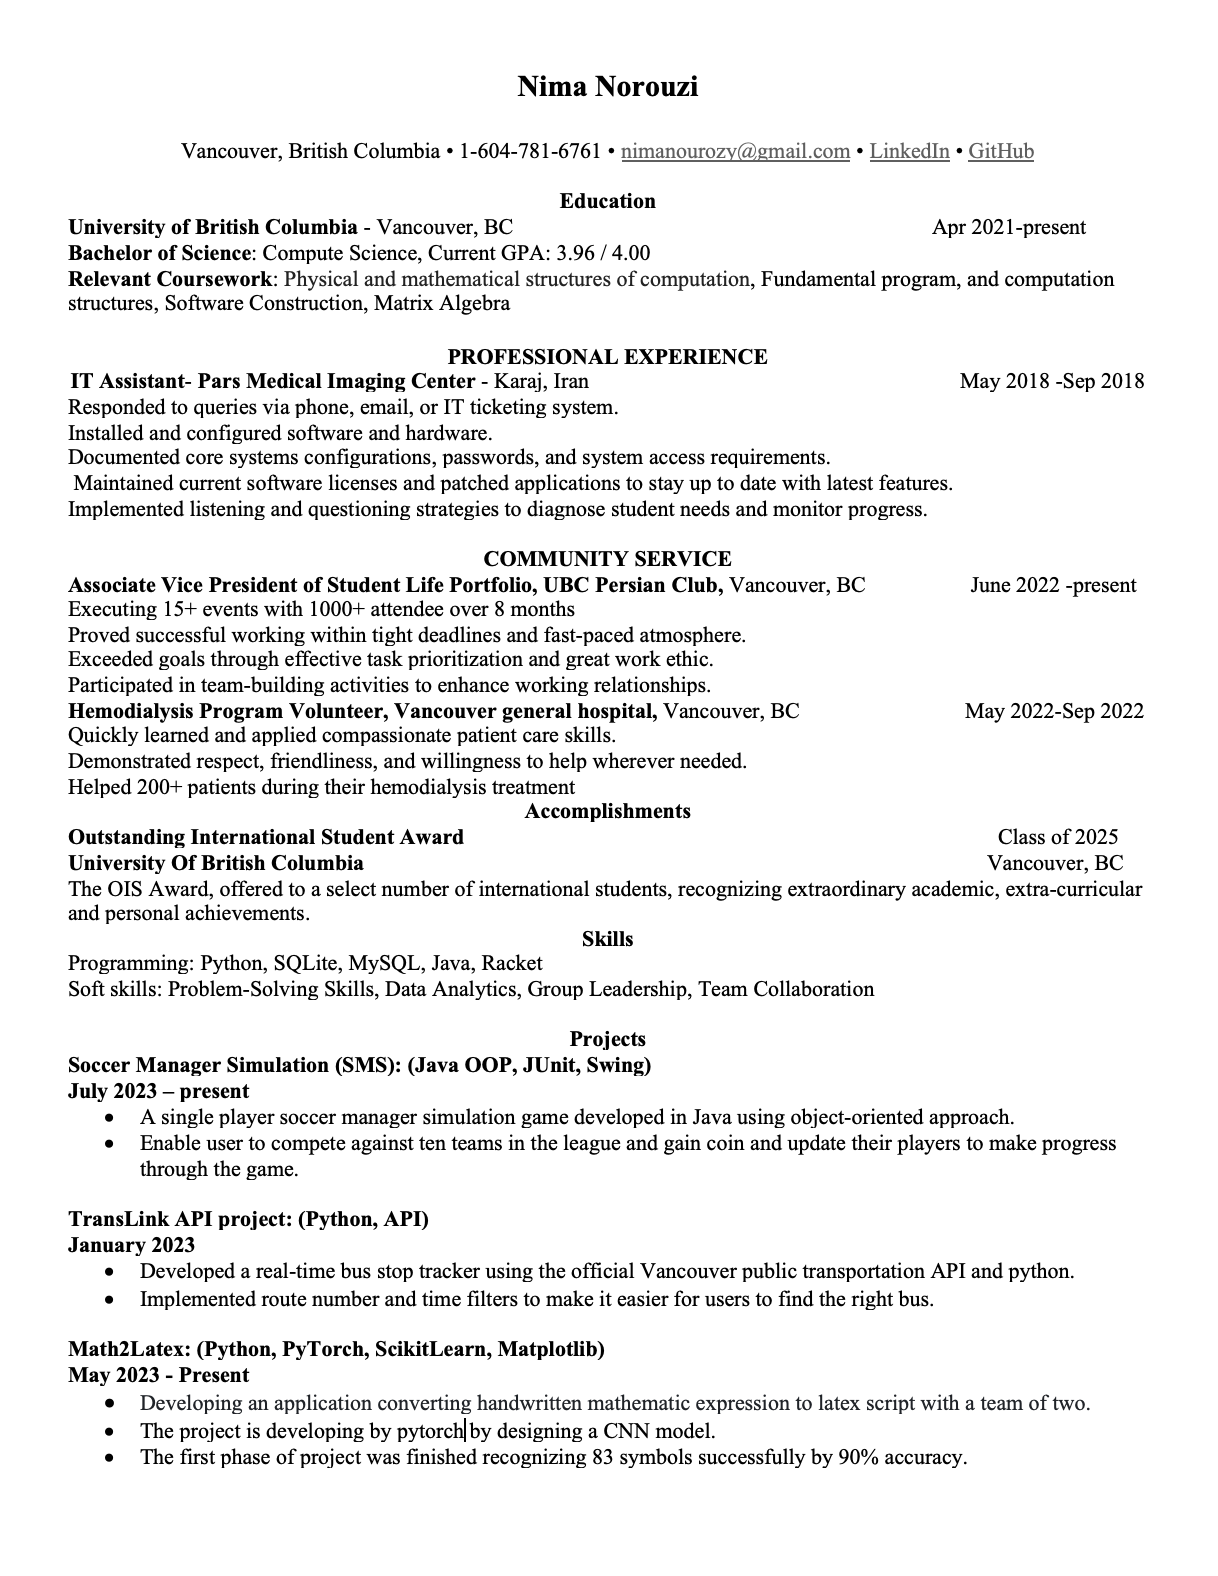 Nima Norouzi
Vancouver, British Columbia • 1-604-781-6761 • nimanourozy@gmail.com • LinkedIn • GitHub
Education
University of British Columbia - Vancouver, BC Apr 2021-present
Bachelor of Science: Compute Science, Current GPA: 3.96 / 4.00
Relevant Coursework: Physical and mathematical structures of computation, Fundamental program, and computation
structures, Software Construction, Matrix Algebra
PROFESSIONAL EXPERIENCE
IT Assistant- Pars Medical Imaging Center - Karaj, Iran May 2018 -Sep 2018
Responded to queries via phone, email, or IT ticketing system.
Installed and configured software and hardware.
Documented core systems configurations, passwords, and system access requirements.
Maintained current software licenses and patched applications to stay up to date with latest features.
Implemented listening and questioning strategies to diagnose student needs and monitor progress.
COMMUNITY SERVICE
Associate Vice President of Student Life Portfolio, UBC Persian Club, Vancouver, BC June 2022 -present
Executing 15+ events with 1000+ attendee over 8 months
Proved successful working within tight deadlines and fast-paced atmosphere.
Exceeded goals through effective task prioritization and great work ethic.
Participated in team-building activities to enhance working relationships.
Hemodialysis Program Volunteer, Vancouver general hospital, Vancouver, BC May 2022-Sep 2022
Quickly learned and applied compassionate patient care skills.
Demonstrated respect, friendliness, and willingness to help wherever needed.
Helped 200+ patients during their hemodialysis treatment
Accomplishments
Outstanding International Student Award Class of 2025
University Of British Columbia Vancouver, BC
The OIS Award, offered to a select number of international students, recognizing extraordinary academic, extra-curricular
and personal achievements.
Skills
Programming: Python, SQLite, MySQL, Java, Racket
Soft skills: Problem-Solving Skills, Data Analytics, Group Leadership, Team Collaboration
Projects
Soccer Manager Simulation (SMS): (Java OOP, JUnit, Swing)
July 2023 – present
• A single player soccer manager simulation game developed in Java using object-oriented approach.
• Enable user to compete against ten teams in the league and gain coin and update their players to make progress
through the game.
TransLink API project: (Python, API)
January 2023
• Developed a real-time bus stop tracker using the official Vancouver public transportation API and python.
• Implemented route number and time filters to make it easier for users to find the right bus.
Math2Latex: (Python, PyTorch, ScikitLearn, Matplotlib)
May 2023 - Present
• Developing an application converting handwritten mathematic expression to latex script with a team of two.
• The project is developing by pytorch by designing a CNN model.
• The first phase of project was finished recognizing 83 symbols successfully by 90% accuracy.